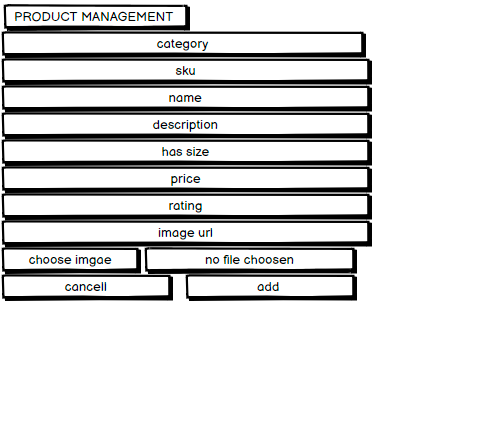 PRODUCT MANAGEMENT
category
sku
name
description
has size
price
rating
image url
choose imgae no file choosen
cancell add